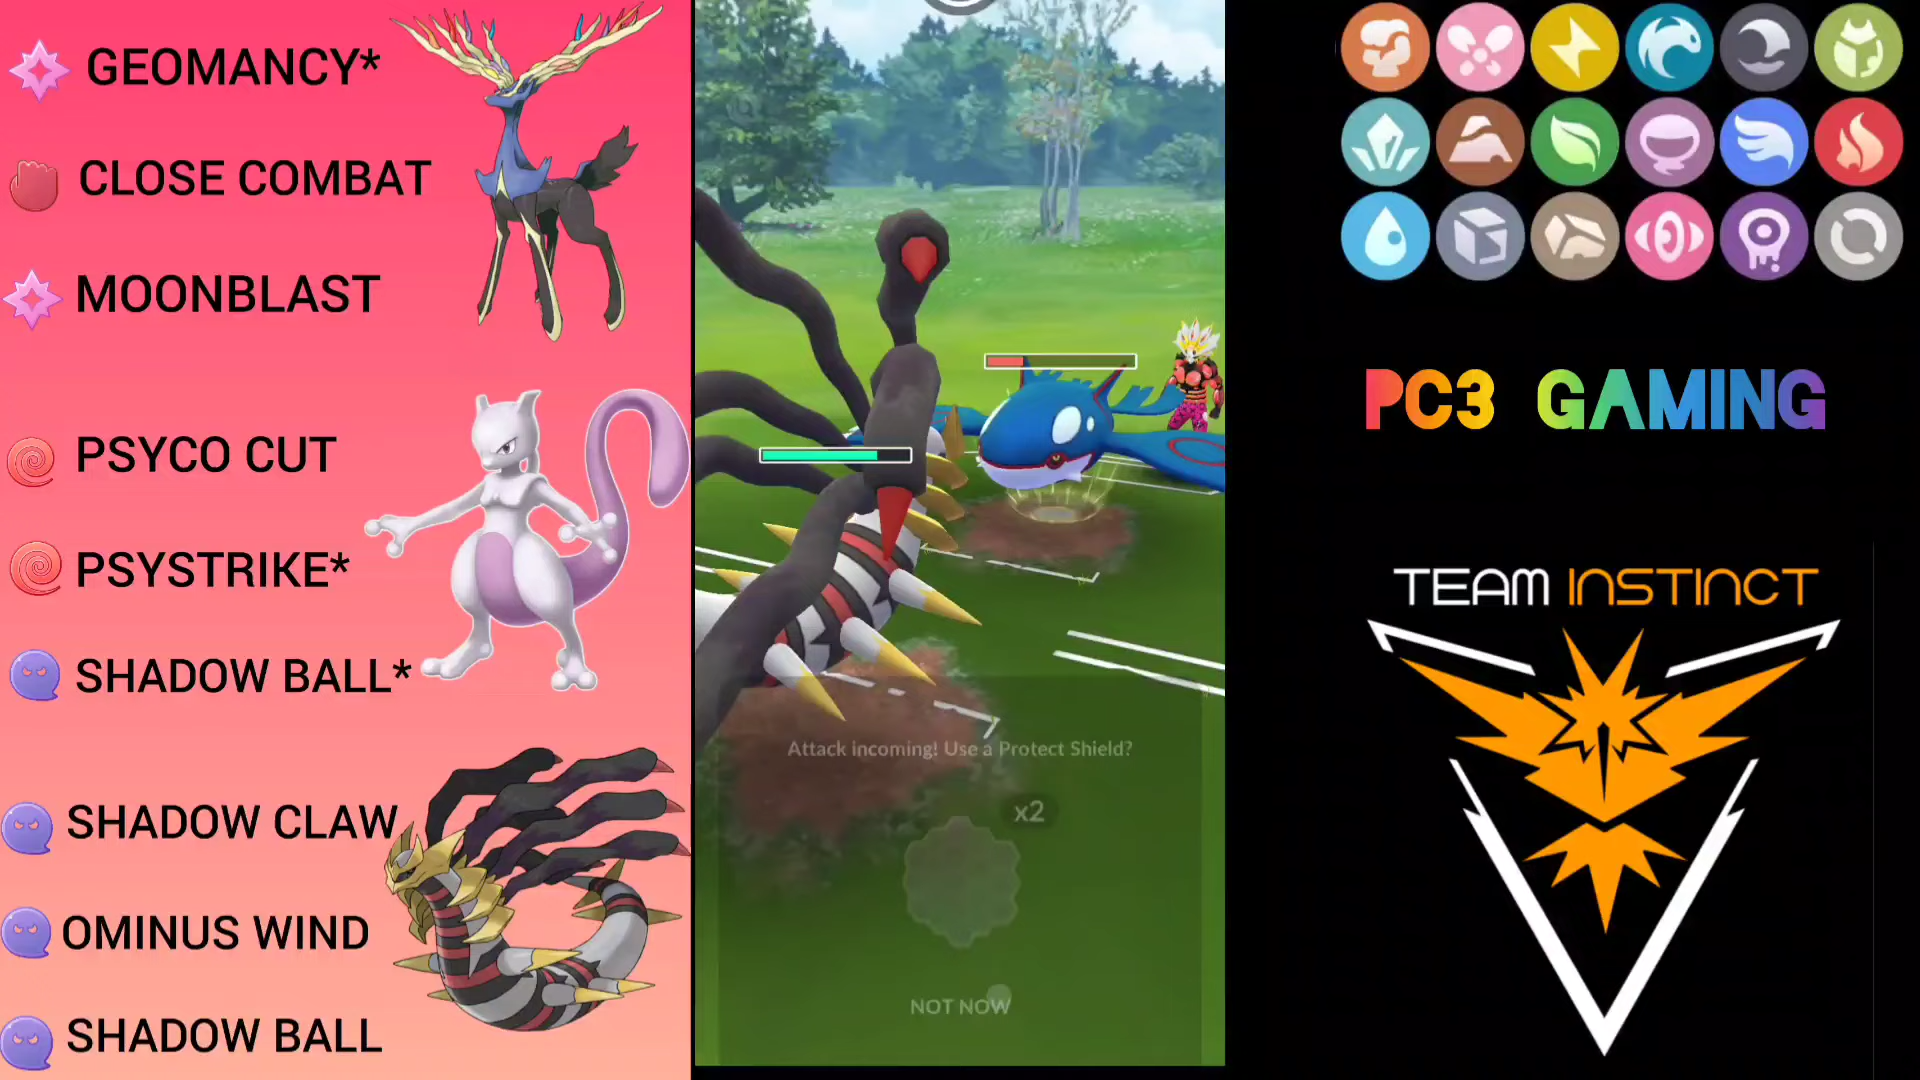 GEOMANCY*
CLOSE COMBAT
MOONBLAST
PSYCO CUT
PSYSTRIKE*
SHADOW BALL*
SHADOW CLAW
OMINUS WIND
SHADOW BALL
Attack incoming! Use a Protect Shield?
x2
NOT NOW
PC3 GAMING
TEAM INSTINCT